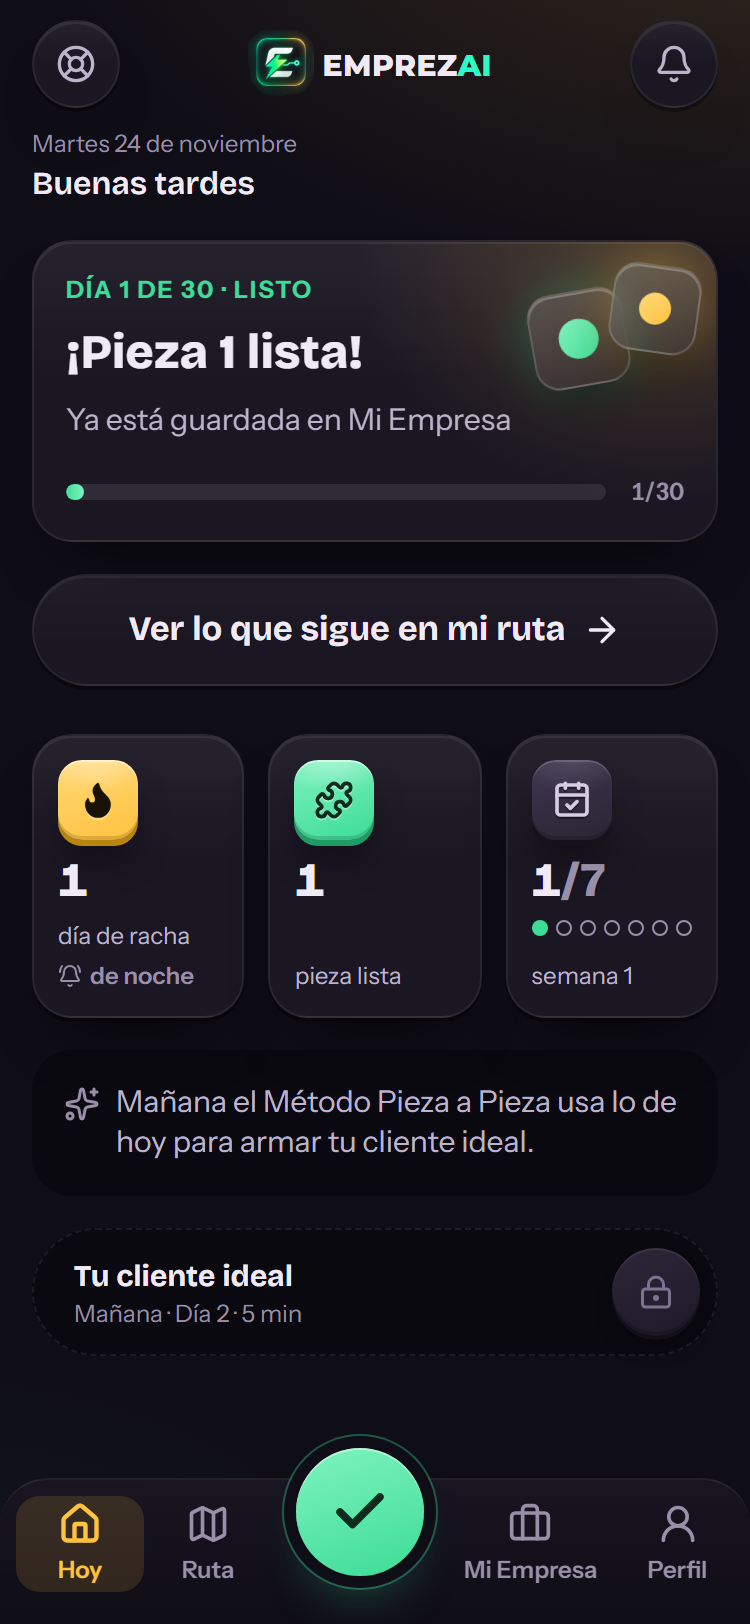 EMPREZAI
Martes 24 de noviembre
Buenas tardes
DÍA 1 DE 30 · LISTO
¡Pieza 1 lista!
Ya está guardada en Mi Empresa
1/30
Ver lo que sigue en mi ruta →
1
día de racha
de noche
1
pieza lista
1/7
semana 1
Mañana el Método Pieza a Pieza usa lo de
hoy para armar tu cliente ideal.
Tu cliente ideal
Mañana · Día 2 · 5 min
Hoy
Ruta
Mi Empresa
Perfil